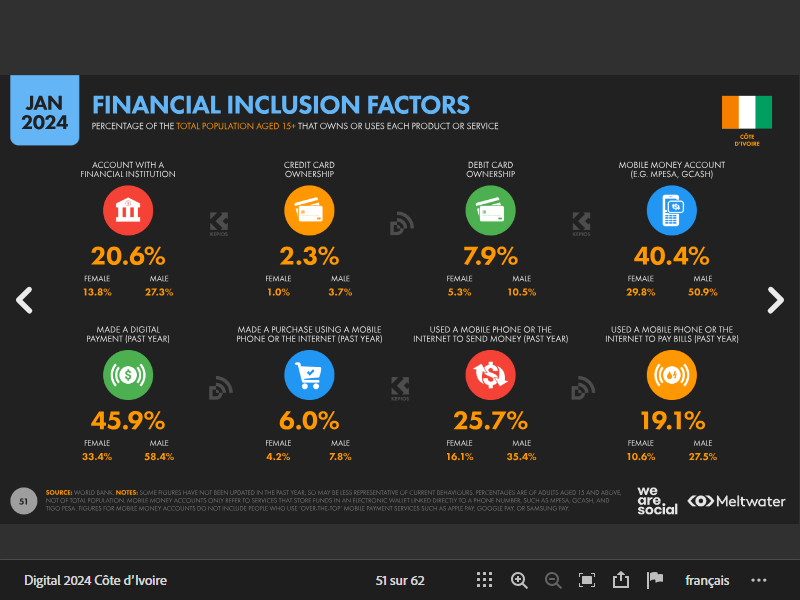 JAN
2024
FINANCIAL INCLUSION FACTORS
PERCENTAGE OF THE TOTAL POPULATION AGED 15+ THAT OWNS OR USES EACH PRODUCT OR SERVICE
CÔTE
D'IVOIRE
ACCOUNT WITH A
FINANCIAL INSTITUTION
20.6%
FEMALE MALE
13.8% 27.3%
CREDIT CARD
OWNERSHIP
2.3%
FEMALE MALE
1.0% 3.7%
DEBIT CARD
OWNERSHIP
7.9%
FEMALE MALE
5.3% 10.5%
MOBILE MONEY ACCOUNT
(E.G. MPESA, GCASH)
40.4%
FEMALE MALE
29.8% 50.9%
KEPIOS
KEPIOS
MADE A DIGITAL
PAYMENT (PAST YEAR)
45.9%
FEMALE MALE
33.4% 58.4%
MADE A PURCHASE USING A MOBILE
PHONE OR THE INTERNET (PAST YEAR)
6.0%
FEMALE MALE
4.2% 7.8%
USED A MOBILE PHONE OR THE
INTERNET TO SEND MONEY (PAST YEAR)
25.7%
FEMALE MALE
16.1% 35.4%
USED A MOBILE PHONE OR THE
INTERNET TO PAY BILLS (PAST YEAR)
19.1%
FEMALE MALE
10.6% 27.5%
KEPIOS
51
SOURCE: WORLD BANK. NOTES: SOME FIGURES HAVE NOT BEEN UPDATED IN THE PAST YEAR, SO MAY BE LESS REPRESENTATIVE OF CURRENT BEHAVIOURS. PERCENTAGES ARE OF ADULTS AGED 15 AND ABOVE,
NOT OF TOTAL POPULATION. MOBILE MONEY ACCOUNTS ONLY REFER TO SERVICES THAT STORE FUNDS IN AN ELECTRONIC WALLET LINKED DIRECTLY TO A PHONE NUMBER, SUCH AS MPESA, GCASH, AND
TIGO PESA. FIGURES FOR MOBILE MONEY ACCOUNTS DO NOT INCLUDE PEOPLE WHO USE 'OVER-THE-TOP' MOBILE PAYMENT SERVICES SUCH AS APPLE PAY, GOOGLE PAY, OR SAMSUNG PAY.
we
are.
social
Meltwater
Digital 2024 Côte d'Ivoire
51 sur 62
français